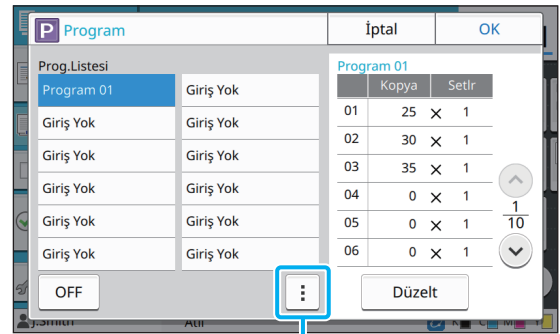 P Program
İptal
OK
Prog.Listesi
Program 01
Giriş Yok
Giriş Yok
Giriş Yok
Giriş Yok
Giriş Yok
Giriş Yok
Giriş Yok
Giriş Yok
Giriş Yok
Giriş Yok
Giriş Yok
Program 01
Kopya Setlr
01 25 × 1
02 30 × 1
03 35 × 1
04 0 × 1
05 0 × 1
06 0 × 1
1
10
OFF
Düzelt
J.Smith
K C M Y